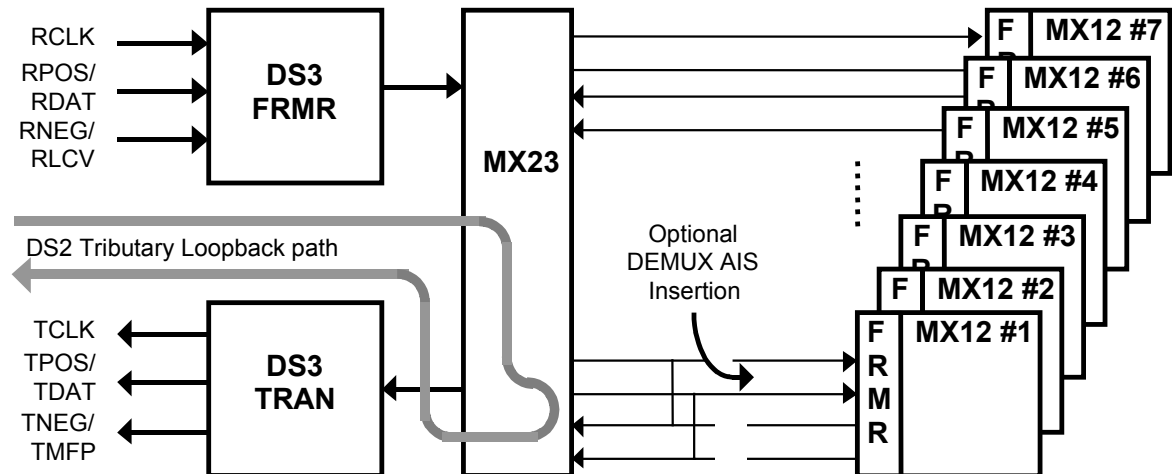 RCLK
RPOS/
RDAT
RNEG/
RLCV
DS3
FRMR
MX23
F
R
MX12 #7
F
R
MX12 #6
F
R
MX12 #5
F
R
MX12 #4
F
R
MX12 #3
F
MX12 #2
F
R
M
R
MX12 #1
DS2 Tributary Loopback path
Optional
DEMUX AIS
Insertion
TCLK
TPOS/
TDAT
TNEG/
TMFP
DS3
TRAN